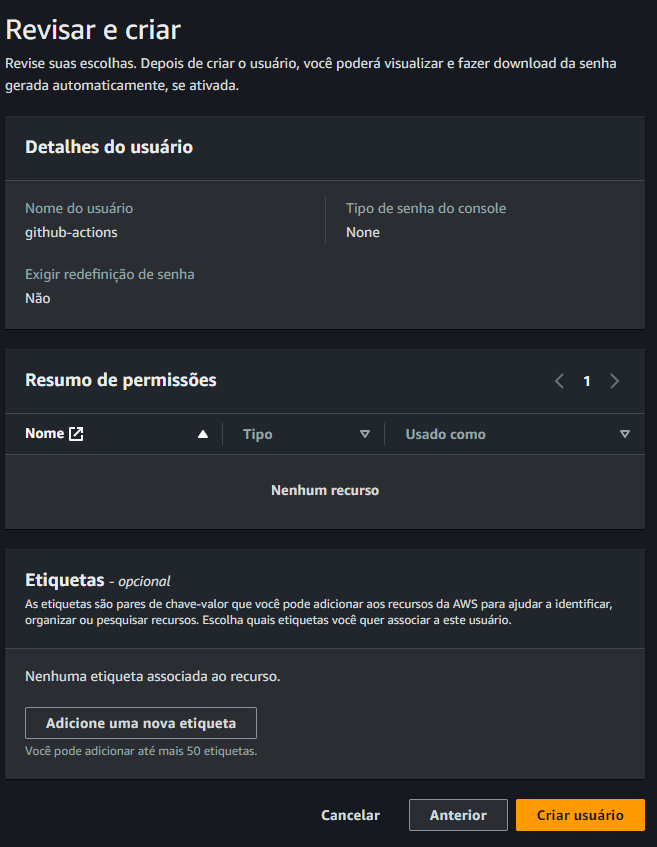 Revisar e criar
Revise suas escolhas. Depois de criar o usuário, você poderá visualizar e fazer download da senha
gerada automaticamente, se ativada.
Detalhes do usuário
Nome do usuário
github-actions
Tipo de senha do console
None
Exigir redefinição de senha
Não
Resumo de permissões
1
Nome
Tipo
Usado como
Nenhum recurso
Etiquetas - opcional
As etiquetas são pares de chave-valor que você pode adicionar aos recursos da AWS para ajudar a identificar,
organizar ou pesquisar recursos. Escolha quais etiquetas você quer associar a este usuário.
Nenhuma etiqueta associada ao recurso.
Adicione uma nova etiqueta
Você pode adicionar até mais 50 etiquetas.
Cancelar
Anterior
Criar usuário